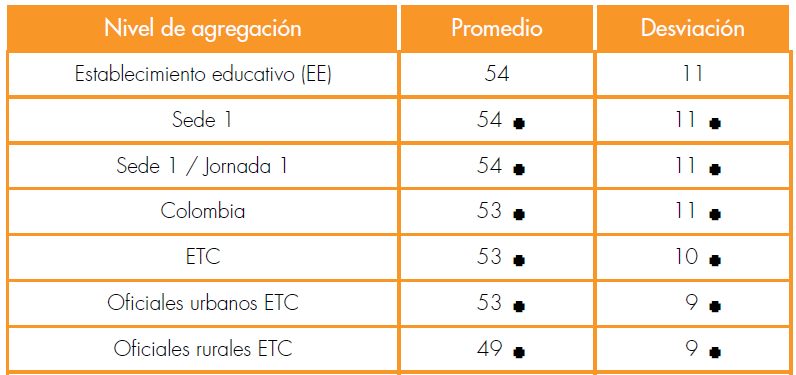 Nivel de agregación Promedio Desviación
Establecimiento educativo (EE) 54 11
Sede 1 54 11
Sede 1 / Jornada 1 54 11
Colombia 53 11
ETC 53 10
Oficiales urbanos ETC 53 9
Oficiales rurales ETC 49 9